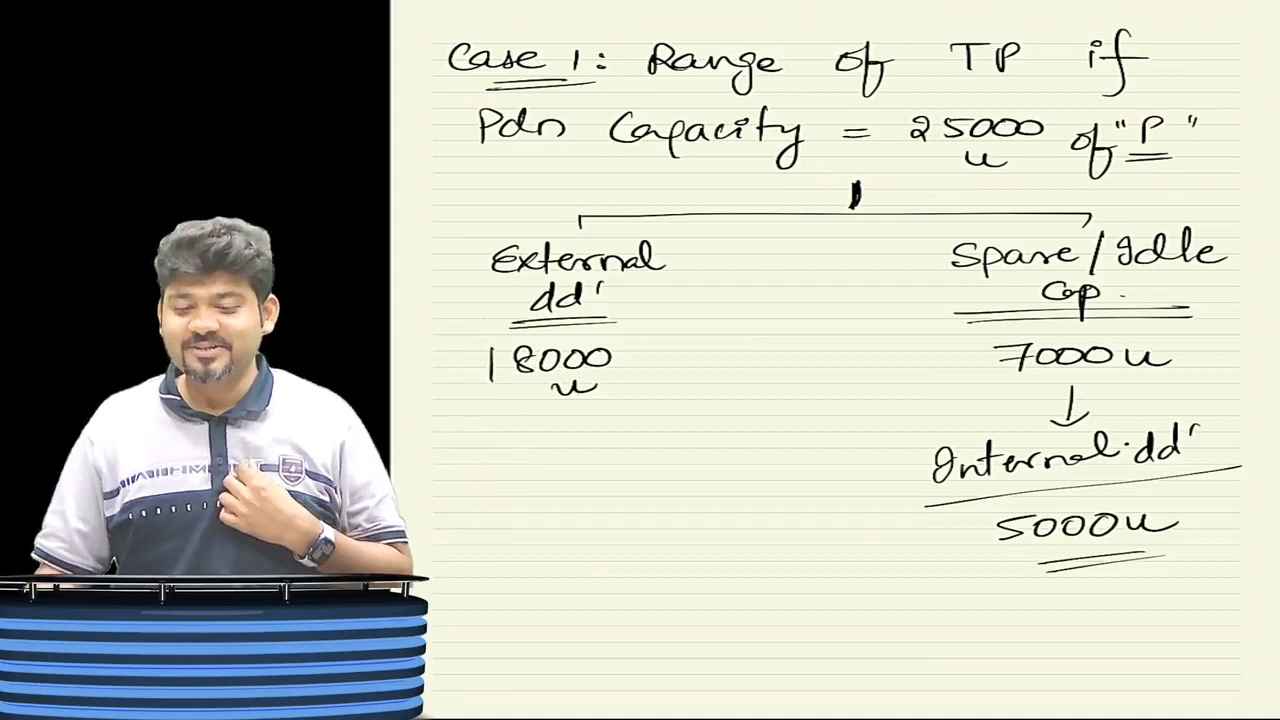 Case 1: Range of TP if
Pdn Capacity = 25000 u of "P"
External dd'
18000 u
Spare/Idle Cap.
7000 u
Internal dd'
5000 u